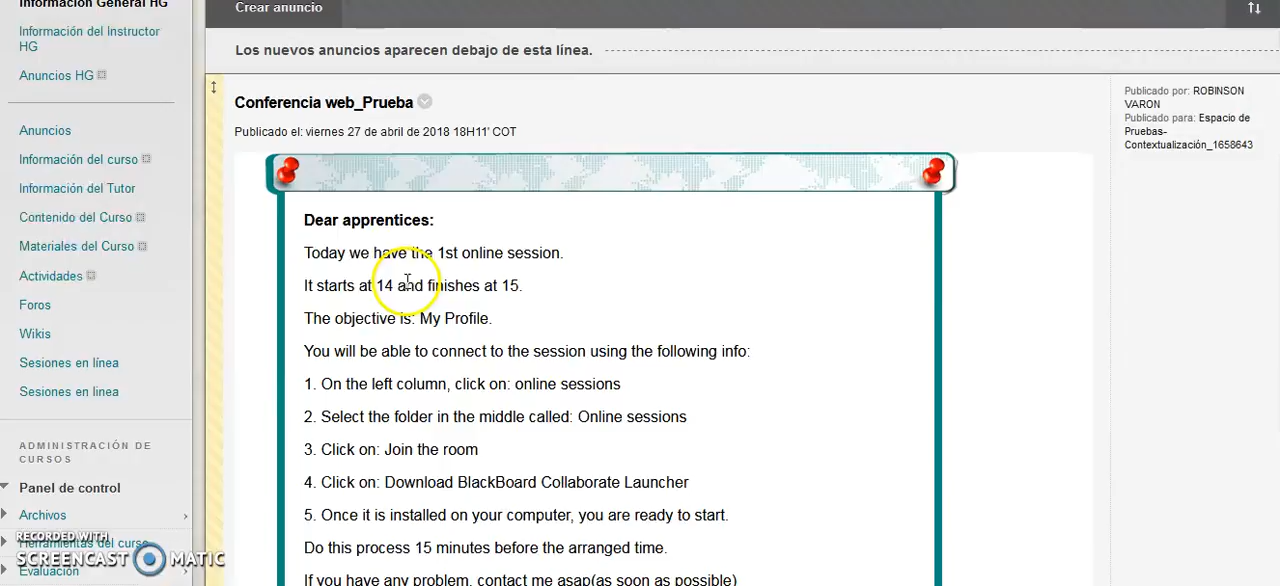 Información General HG
Información del Instructor
HG
Anuncios HG
Anuncios
Información del curso
Información del Tutor
Contenido del Curso
Materiales del Curso
Actividades
Foros
Wikis
Sesiones en línea
Sesiones en linea
ADMINISTRACIÓN DE
CURSOS
Panel de control
Archivos
Herramientas del curso
Evaluación
RECORDED WITH
SCREENCAST MATIC
Crear anuncio
Los nuevos anuncios aparecen debajo de esta línea.
Conferencia web_Prueba
Publicado el: viernes 27 de abril de 2018 18H11' COT
Dear apprentices:
Today we have the 1st online session.
It starts at 14 and finishes at 15.
The objective is: My Profile.
You will be able to connect to the session using the following info:
1. On the left column, click on: online sessions
2. Select the folder in the middle called: Online sessions
3. Click on: Join the room
4. Click on: Download BlackBoard Collaborate Launcher
5. Once it is installed on your computer, you are ready to start.
Do this process 15 minutes before the arranged time.
If you have any problem, contact me asap(as soon as possible)
Publicado por: ROBINSON
VARON
Publicado para: Espacio de
Pruebas-
Contextualización_1658643